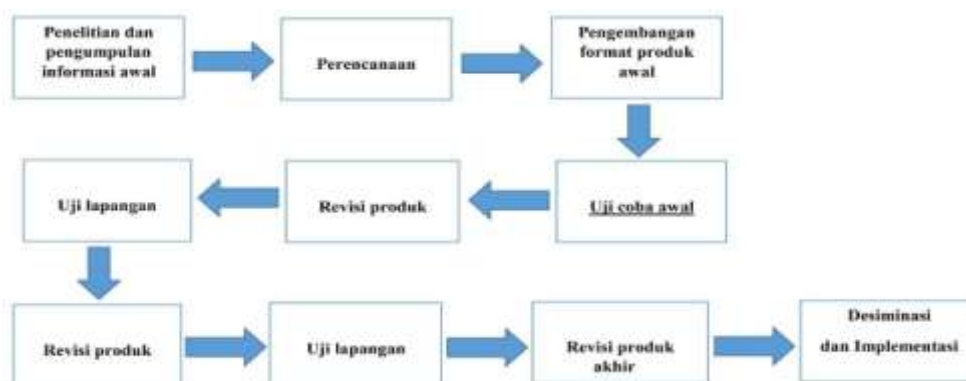 Penelitian dan
pengumpulan
informasi awal
Perencanaan
Pengembangan
format produk
awal
Uji coba awal
Revisi produk
Uji lapangan
Revisi produk
Uji lapangan
Revisi produk
akhir
Desiminasi
dan Implementasi